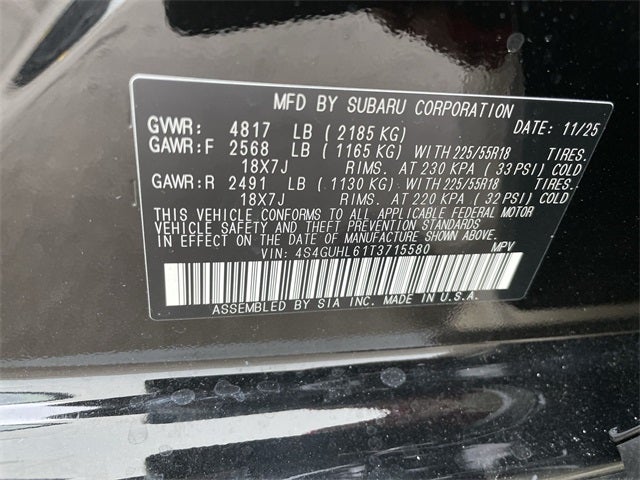 MFD BY SUBARU CORPORATION
GVWR: 4817 LB (2185 KG) DATE: 11/25
GAWR:F 2568 LB (1165 KG) WITH 225/55R18 TIRES.
18X7J RIMS. AT 230 KPA (33 PSI) COLD
GAWR:R 2491 LB (1130 KG) WITH 225/55R18 TIRES.
18X7J RIMS. AT 220 KPA (32 PSI) COLD
THIS VEHICLE CONFORMS TO ALL APPLICABLE FEDERAL MOTOR
VEHICLE SAFETY AND THEFT PREVENTION STANDARDS
IN EFFECT ON THE DATE OF MANUFACTURE SHOWN ABOVE.
VIN: 4S4GUHL61T3715580 MPV
ASSEMBLED BY SIA INC. MADE IN U.S.A.